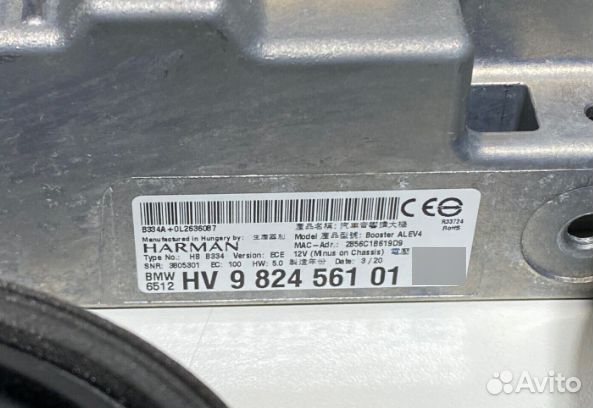 B334A+0L2636087
產品名稱: 汽車音響擴大機
Manufactured in Hungary by: 生產區別
Model 產品型號: Booster ALEV4
HARMAN
MAC-Adr.: 2856C1861909
Type No.: HB B334 Version: ECE 12V (Minus on Chassis) 電壓
SNR: 3805301 EC: 100 HW: 5.0 製造年份 Date: 3/20
BMW
6512 HV 9 824 561 01
CE
R33724
RoHS
Avito